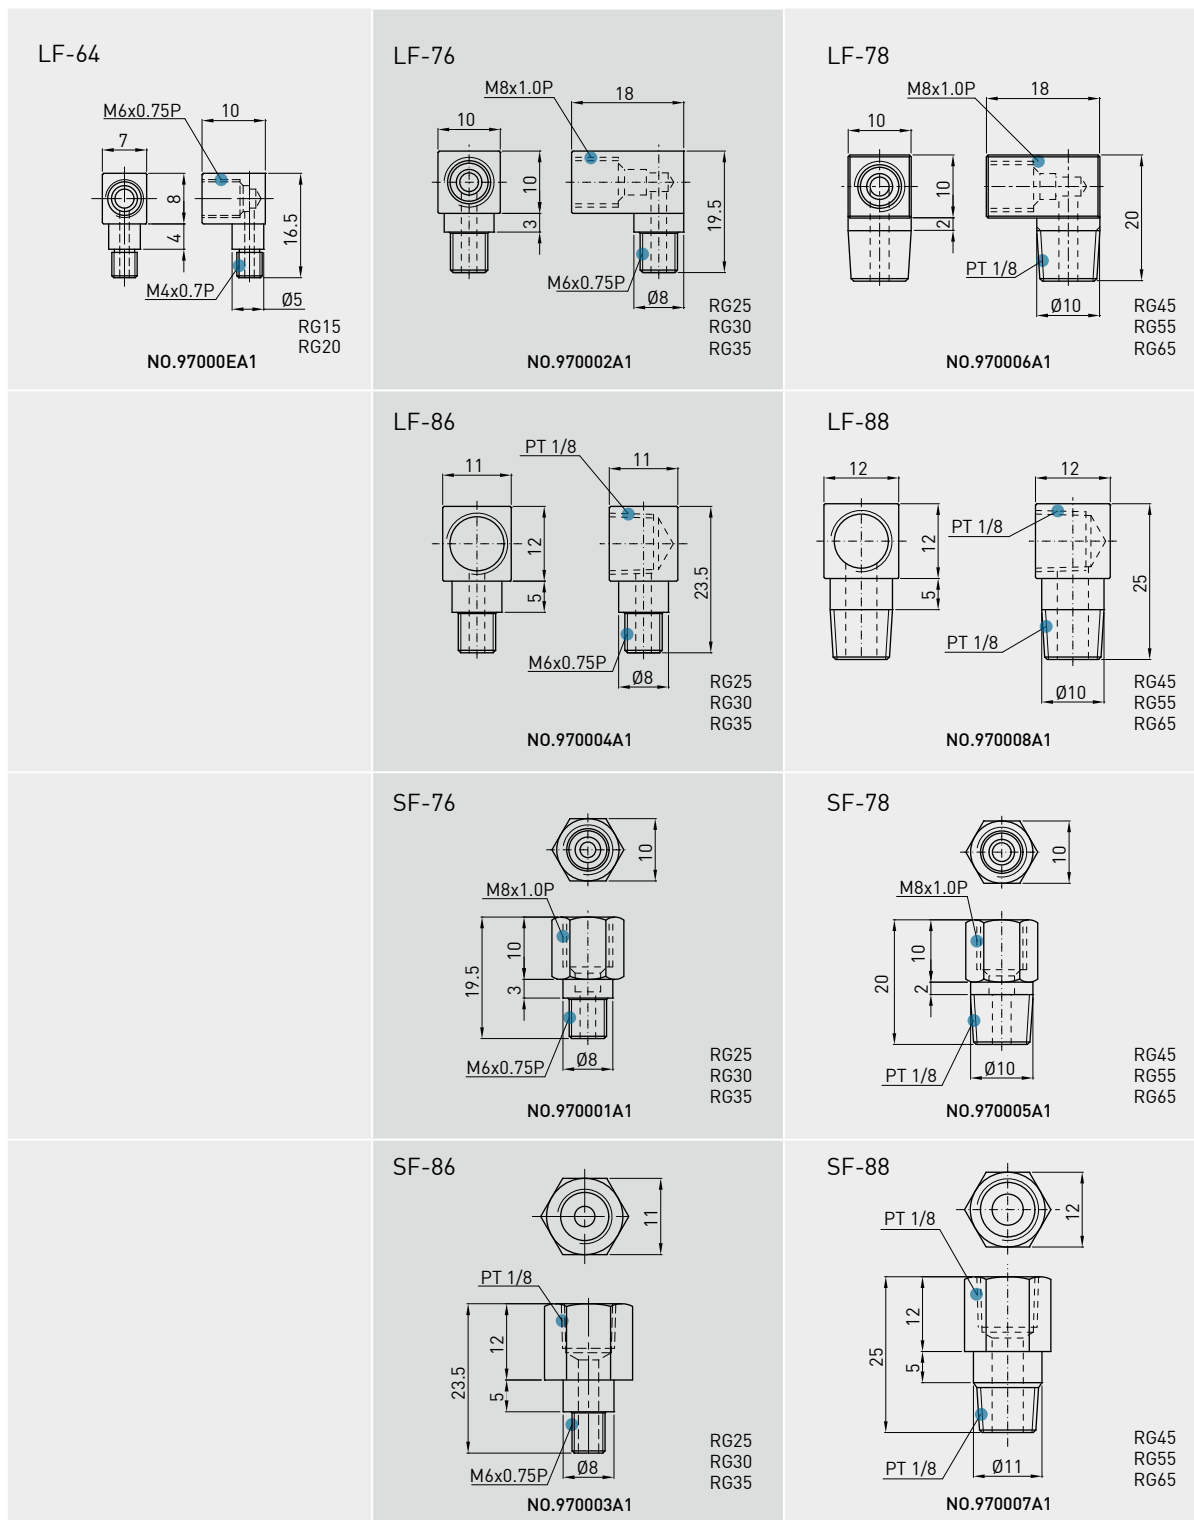 LF-64
M6x0.75P
10
7
8
4
16.5
M4x0.7P
Ø5
RG15
RG20
NO.97000EA1
LF-76
M8x1.0P
18
10
10
3
19.5
M6x0.75P
Ø8
RG25
RG30
RG35
NO.970002A1
LF-78
M8x1.0P
18
10
10
2
20
PT 1/8
Ø10
RG45
RG55
RG65
NO.970006A1
LF-86
PT 1/8
11
11
12
5
23.5
M6x0.75P
Ø8
RG25
RG30
RG35
NO.970004A1
LF-88
12
12
PT 1/8
12
5
25
PT 1/8
Ø10
RG45
RG55
RG65
NO.970008A1
SF-76
10
M8x1.0P
10
19.5
3
M6x0.75P
Ø8
RG25
RG30
RG35
NO.970001A1
SF-78
10
M8x1.0P
10
20
2
PT 1/8
Ø10
RG45
RG55
RG65
NO.970005A1
SF-86
11
PT 1/8
12
23.5
5
M6x0.75P
Ø8
RG25
RG30
RG35
NO.970003A1
SF-88
PT 1/8
12
12
25
5
PT 1/8
Ø11
RG45
RG55
RG65
NO.970007A1